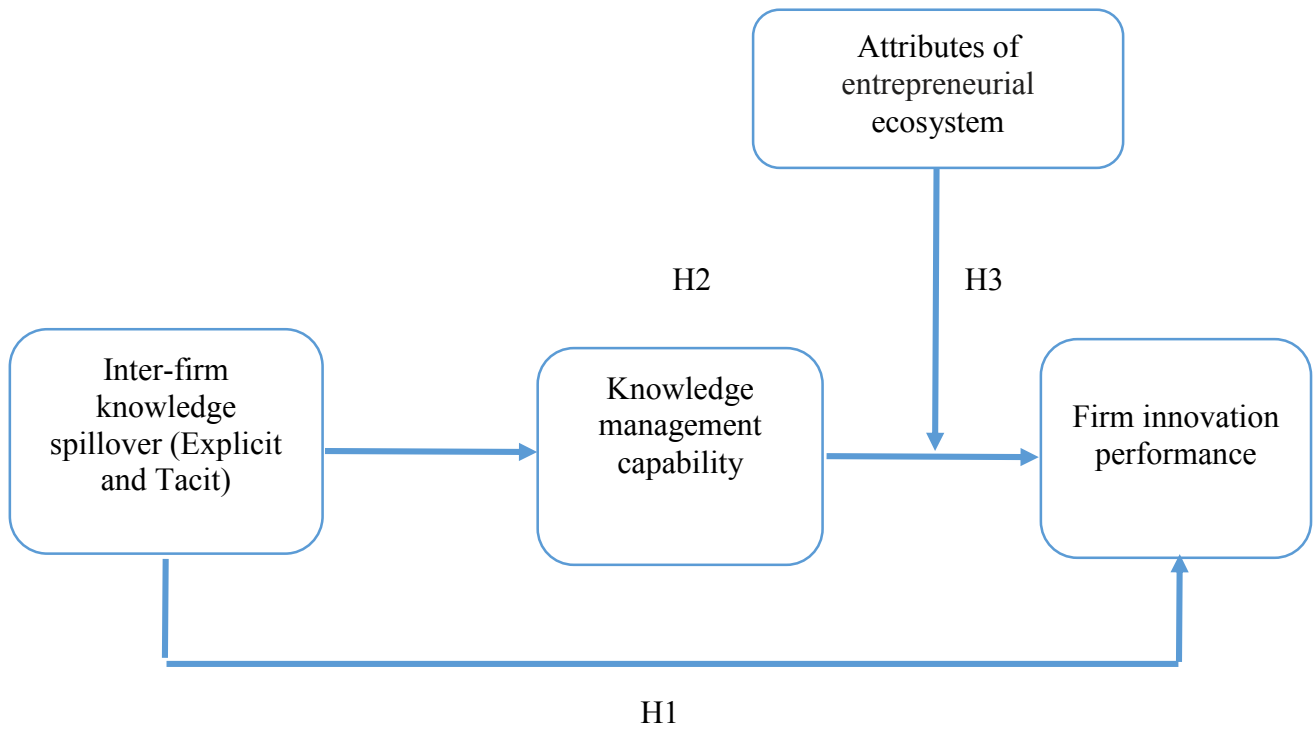 Attributes of
entrepreneurial
ecosystem
H2
H3
Inter-firm
knowledge
spillover (Explicit
and Tacit)
Knowledge
management
capability
Firm innovation
performance
H1